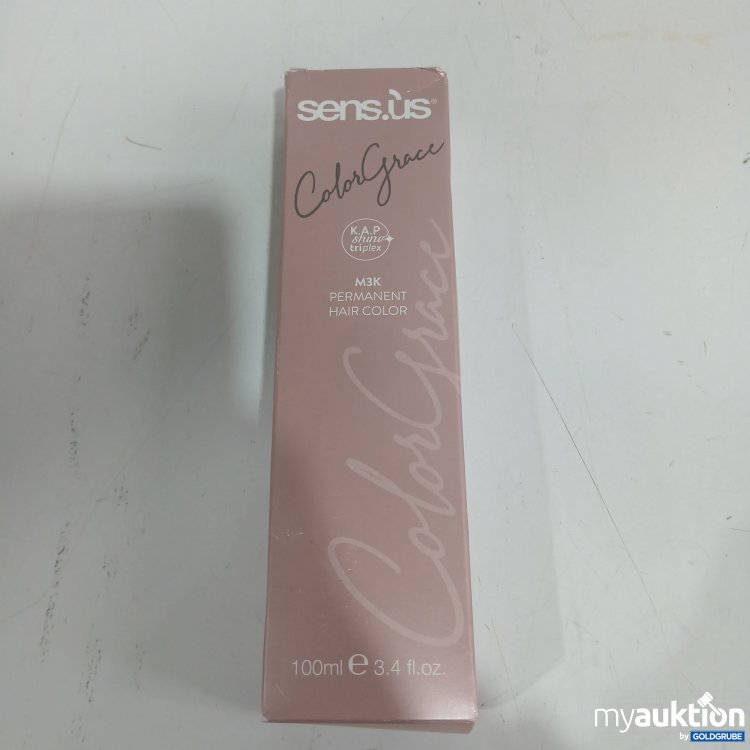 sens.ùs®
ColorGrace
K.A.P
shine
triplex
M3K
PERMANENT
HAIR COLOR
ColorGrace
100ml e 3.4 fl.oz.
myauktion
by GOLDGRUBE